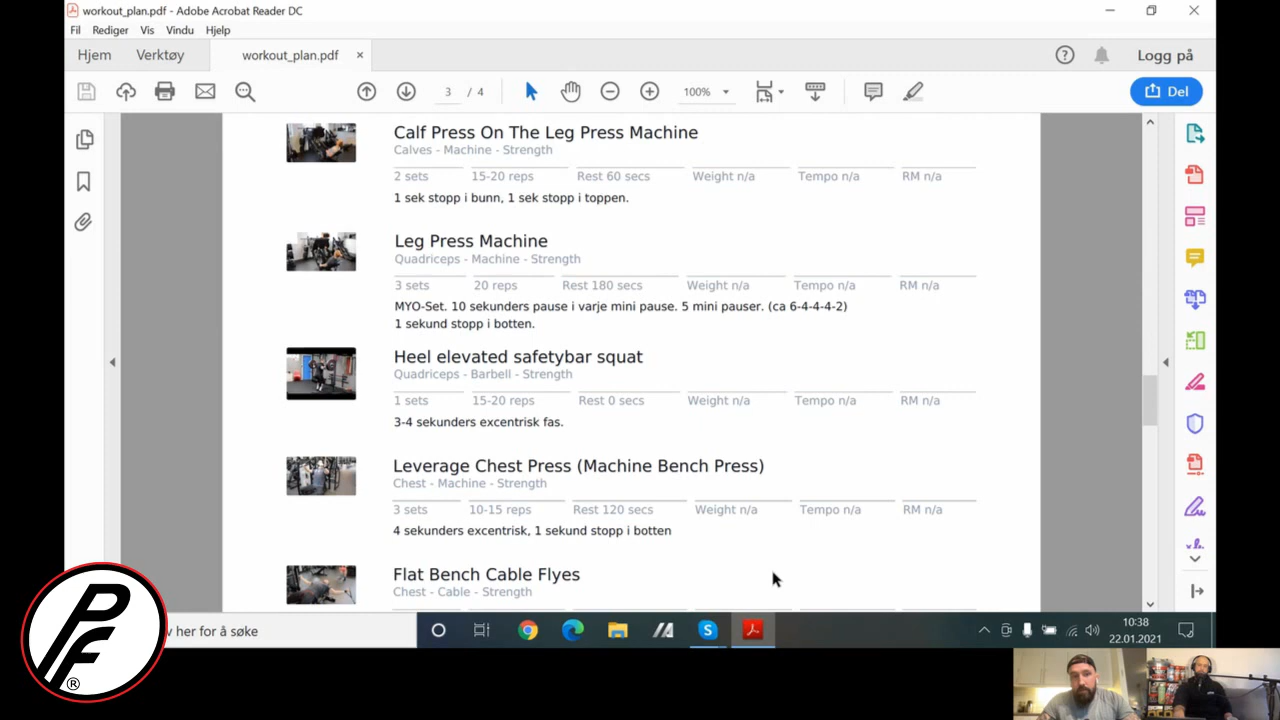 workout_plan.pdf - Adobe Acrobat Reader DC
Fil Rediger Vis Vindu Hjelp
Hjem Verktøy workout_plan.pdf × Logg på
3 / 4 100% Del
Calf Press On The Leg Press Machine
Calves - Machine - Strength
2 sets 15-20 reps Rest 60 secs Weight n/a Tempo n/a RM n/a
1 sek stopp i bunn, 1 sek stopp i toppen.
Leg Press Machine
Quadriceps - Machine - Strength
3 sets 20 reps Rest 180 secs Weight n/a Tempo n/a RM n/a
MYO-Set. 10 sekunders pause i varje mini pause. 5 mini pauser. (ca 6-4-4-4-2)
1 sekund stopp i botten.
Heel elevated safetybar squat
Quadriceps - Barbell - Strength
1 sets 15-20 reps Rest 0 secs Weight n/a Tempo n/a RM n/a
3-4 sekunders excentrisk fas.
Leverage Chest Press (Machine Bench Press)
Chest - Machine - Strength
3 sets 10-15 reps Rest 120 secs Weight n/a Tempo n/a RM n/a
4 sekunders excentrisk, 1 sekund stopp i botten
Flat Bench Cable Flyes
Chest - Cable - Strength
v her for å søke
10:38
22.01.2021
PF
®